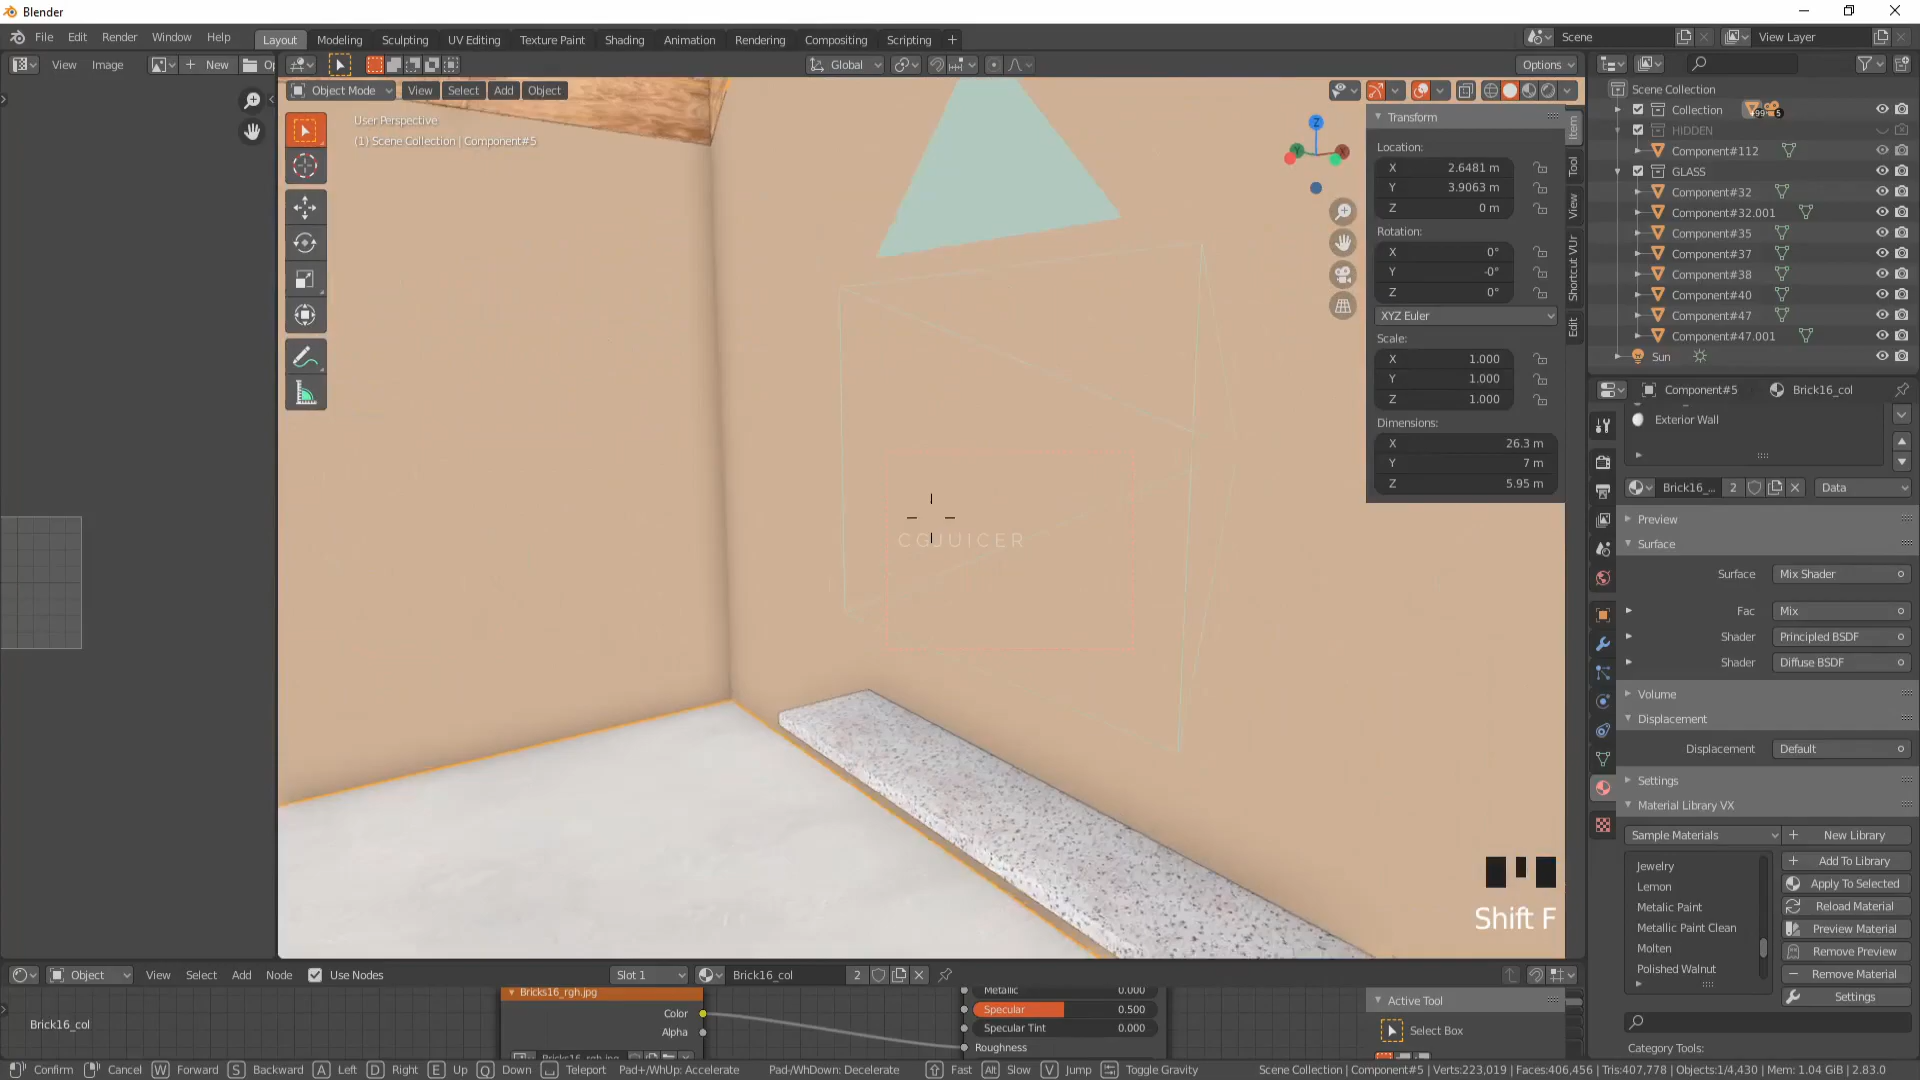 Blender
File Edit Render Window Help Layout Modeling Sculpting UV Editing Texture Paint Shading Animation Rendering Compositing Scripting + Scene View Layer
View Image + New Op Global Options
Object Mode View Select Add Object
User Perspective
(1) Scene Collection | Component#5
CGJUICER
Shift F
Transform
Location:
X 2.6481 m
Y 3.9063 m
Z 0 m
Rotation:
X 0°
Y -0°
Z 0°
XYZ Euler
Scale:
X 1.000
Y 1.000
Z 1.000
Dimensions:
X 26.3 m
Y 7 m
Z 5.95 m
Item
Tool
View
Shortcut VUr
Edit
Scene Collection
Collection
HIDDEN
Component#112
GLASS
Component#32
Component#32.001
Component#35
Component#37
Component#38
Component#40
Component#47
Component#47.001
Sun
Component#5 Brick16_col
Exterior Wall
Brick16_... 2 Data
Preview
Surface
Surface Mix Shader
Fac Mix
Shader Principled BSDF
Shader Diffuse BSDF
Volume
Displacement
Displacement Default
Settings
Material Library VX
Sample Materials + New Library
Jewelry + Add To Library
Lemon Apply To Selected
Metalic Paint Reload Material
Metallic Paint Clean Preview Material
Molten Remove Preview
Polished Walnut Remove Material
Settings
Category Tools:
Object View Select Add Node Use Nodes Slot 1 Brick16_col 2
Bricks16_rgh.jpg
Color
Alpha
Bricks16_rgh.jpg
Brick16_col
Metallic 0.000
Specular 0.500
Specular Tint 0.000
Roughness
Active Tool
Select Box
Confirm Cancel W Forward S Backward A Left D Right E Up Q Down Teleport Pad+/WhUp: Accelerate Pad-/WhDown: Decelerate Fast Alt Slow V Jump Toggle Gravity Scene Collection | Component#5 | Verts:223,019 | Faces:406,456 | Tris:407,778 | Objects:1/4,430 | Mem: 1.04 GiB | 2.83.0